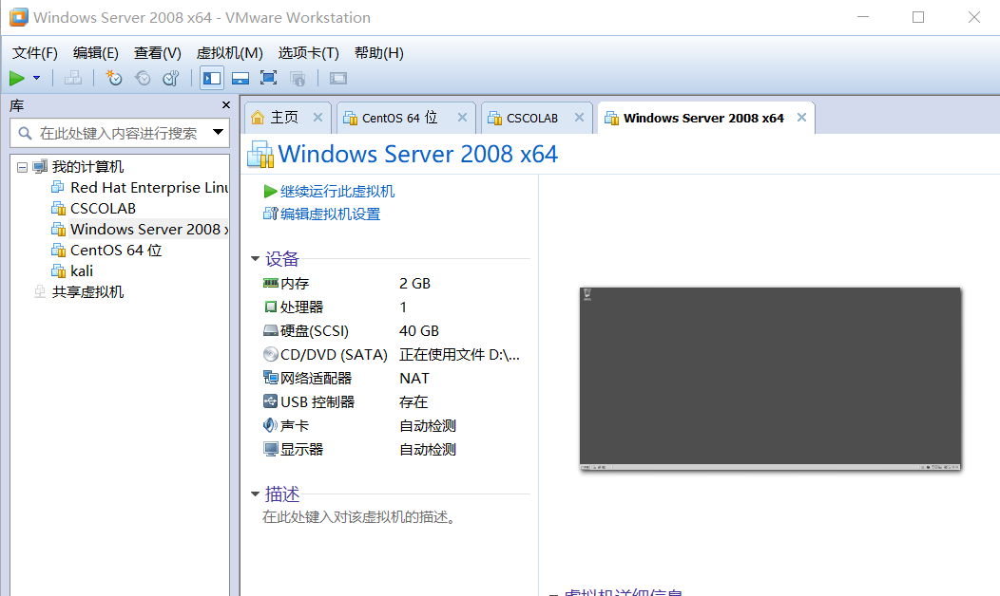 Windows Server 2008 x64 - VMware Workstation
文件(F) 编辑(E) 查看(V) 虚拟机(M) 选项卡(T) 帮助(H)
库
在此处键入内容进行搜索
我的计算机
Red Hat Enterprise Linu
CSCOLAB
Windows Server 2008 x
CentOS 64 位
kali
共享虚拟机
主页 CentOS 64 位 CSCOLAB Windows Server 2008 x64
Windows Server 2008 x64
继续运行此虚拟机
编辑虚拟机设置
设备
内存 2 GB
处理器 1
硬盘(SCSI) 40 GB
CD/DVD (SATA) 正在使用文件 D:\...
网络适配器 NAT
USB 控制器 存在
声卡 自动检测
显示器 自动检测
描述
在此处键入对该虚拟机的描述。
虚拟机详细信息